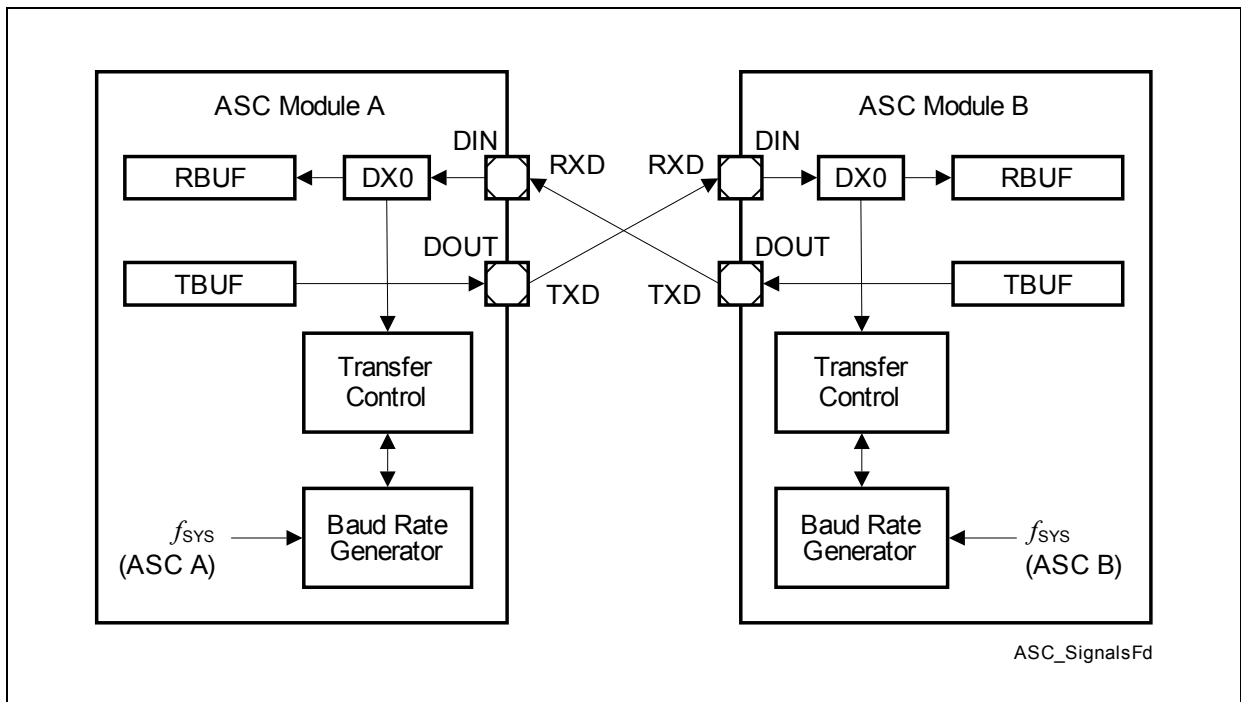 ASC Module A
DIN
RXD
RBUF
DX0
DOUT
TXD
TBUF
Transfer
Control
Baud Rate
Generator
fSYS
(ASC A)
ASC Module B
RXD
DIN
DX0
RBUF
DOUT
TXD
TBUF
Transfer
Control
Baud Rate
Generator
fSYS
(ASC B)
ASC_SignalsFd